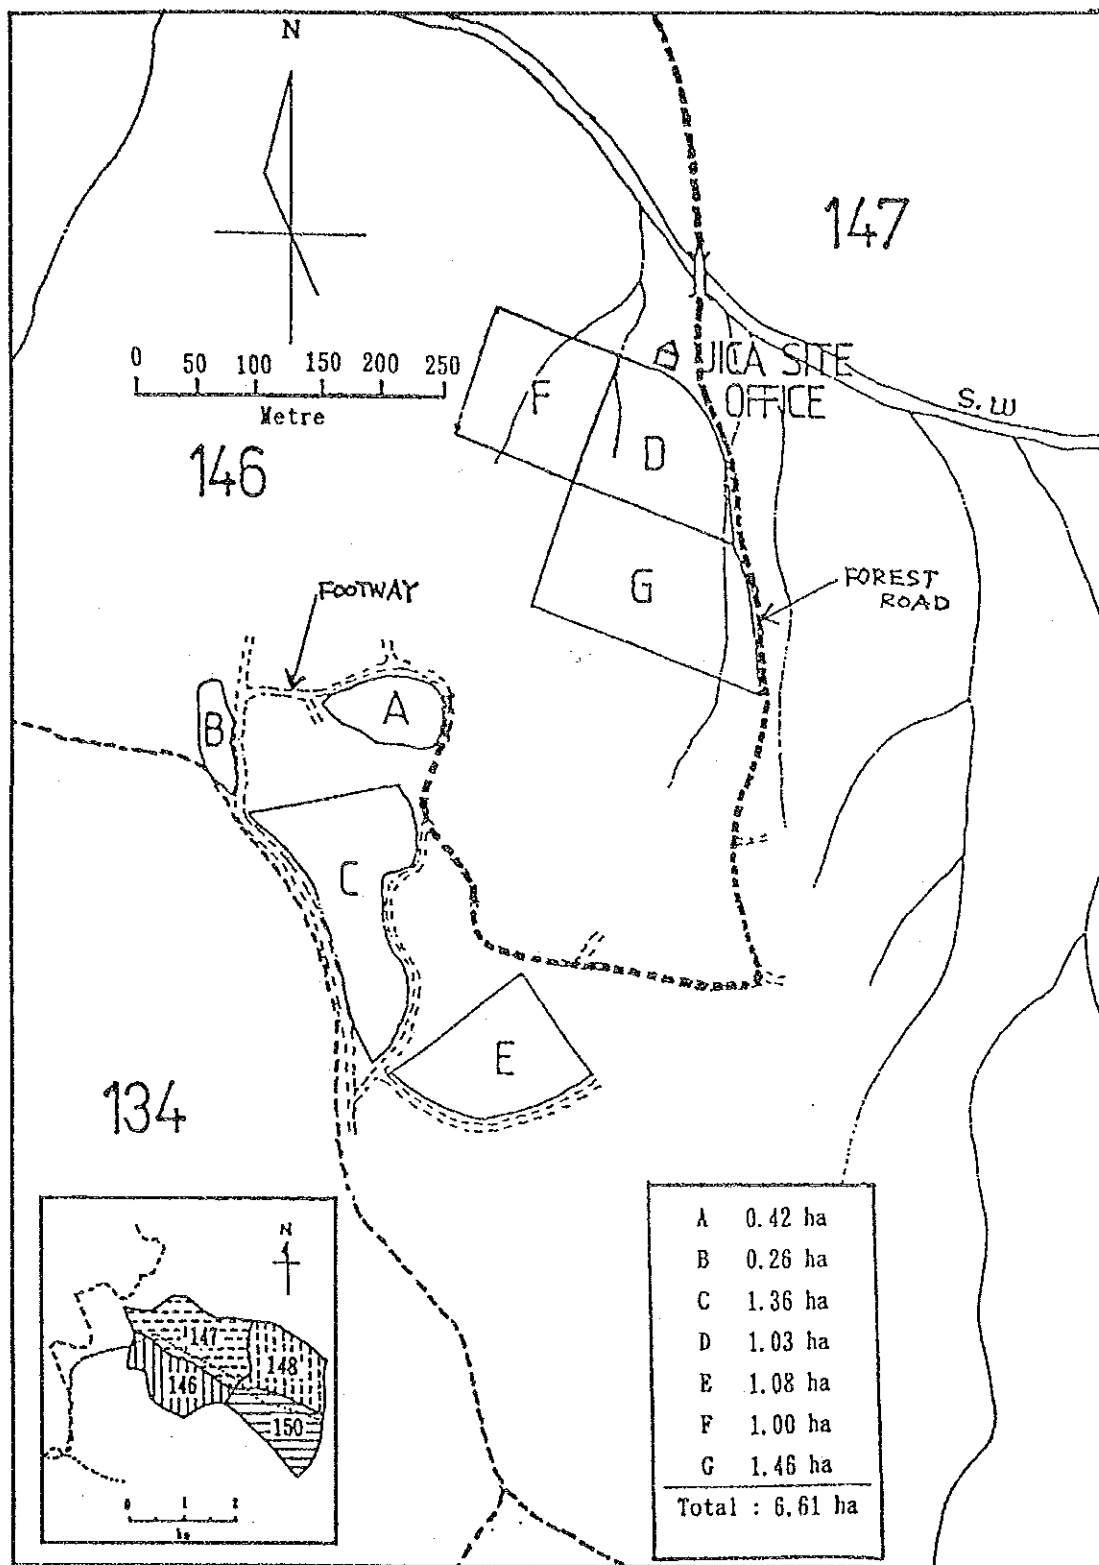 N
147
0 50 100 150 200 250
Metre
JICA SITE
OFFICE
S.W
F
D
146
G
FOOTWAY
FOREST
ROAD
A
B
C
E
134
N
147
148
146
150
0 1 2
A 0.42 ha
B 0.26 ha
C 1.36 ha
D 1.03 ha
E 1.08 ha
F 1.00 ha
G 1.46 ha
Total : 6.61 ha